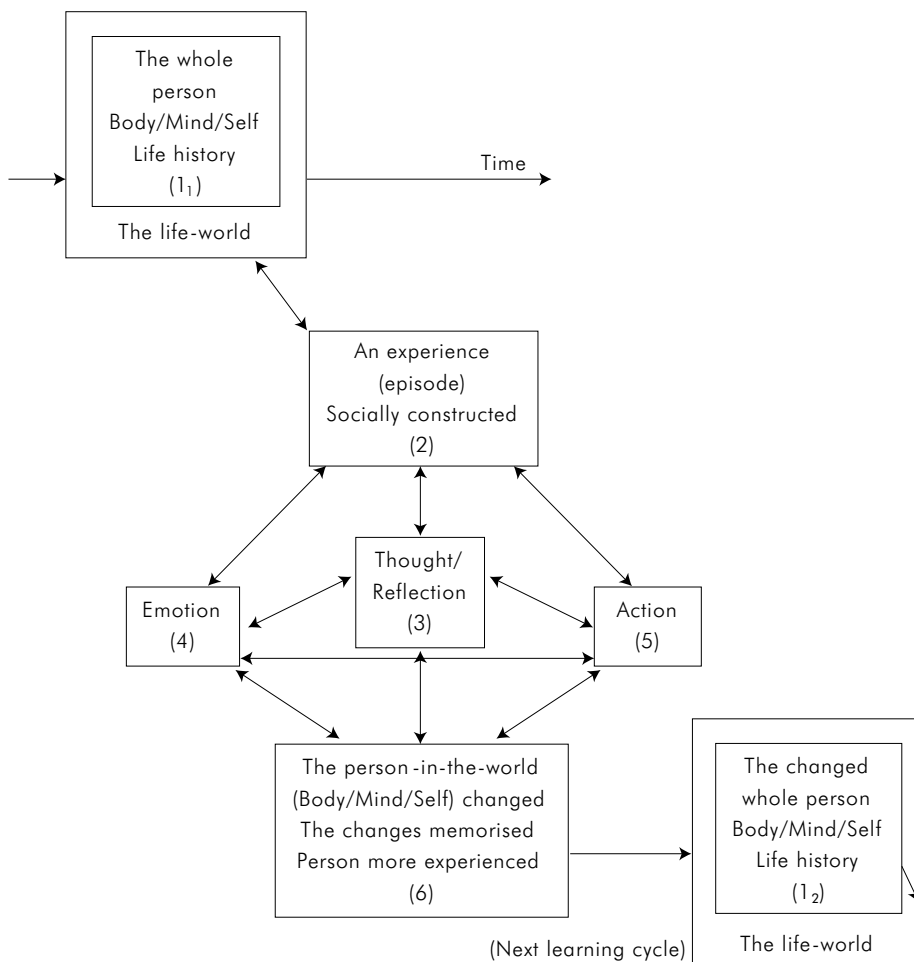 The whole
person
Body/Mind/Self
Life history
(1₁)
The life-world
Time
An experience
(episode)
Socially constructed
(2)
Thought/
Reflection
(3)
Emotion
(4)
Action
(5)
The person-in-the-world
(Body/Mind/Self) changed
The changes memorised
Person more experienced
(6)
The changed
whole person
Body/Mind/Self
Life history
(1₂)
The life-world
(Next learning cycle)